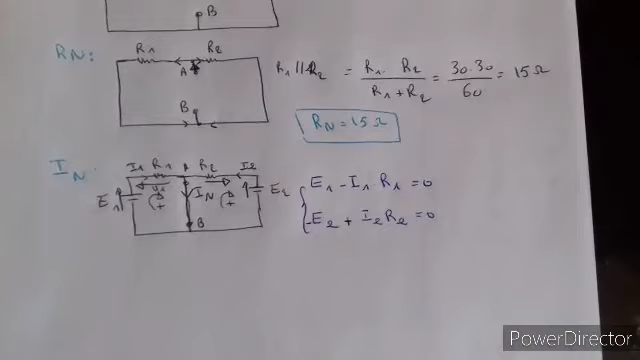 B
RN:
R1 R2
A
R1 || R2 = R1 . R2 / R1 + R2 = 30.30 / 60 = 15 Ω
B
RN = 15 Ω
IN.
I1 R1 A R2 I2
E1 IN E2
B
E1 - I1 R1 = 0
-E2 + I2 R2 = 0
PowerDirector